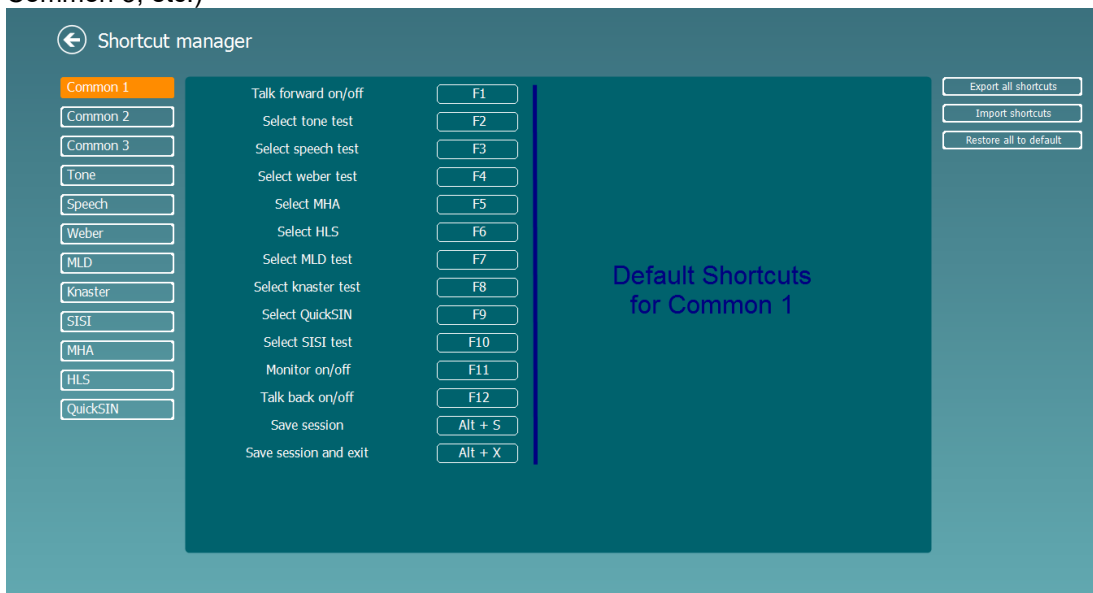 Shortcut manager
Common 1
Common 2
Common 3
Tone
Speech
Weber
MLD
Knaster
SISI
MHA
HLS
QuickSIN
Talk forward on/off F1
Select tone test F2
Select speech test F3
Select weber test F4
Select MHA F5
Select HLS F6
Select MLD test F7
Select knaster test F8
Select QuickSIN F9
Select SISI test F10
Monitor on/off F11
Talk back on/off F12
Save session Alt + S
Save session and exit Alt + X
Default Shortcuts
for Common 1
Export all shortcuts
Import shortcuts
Restore all to default